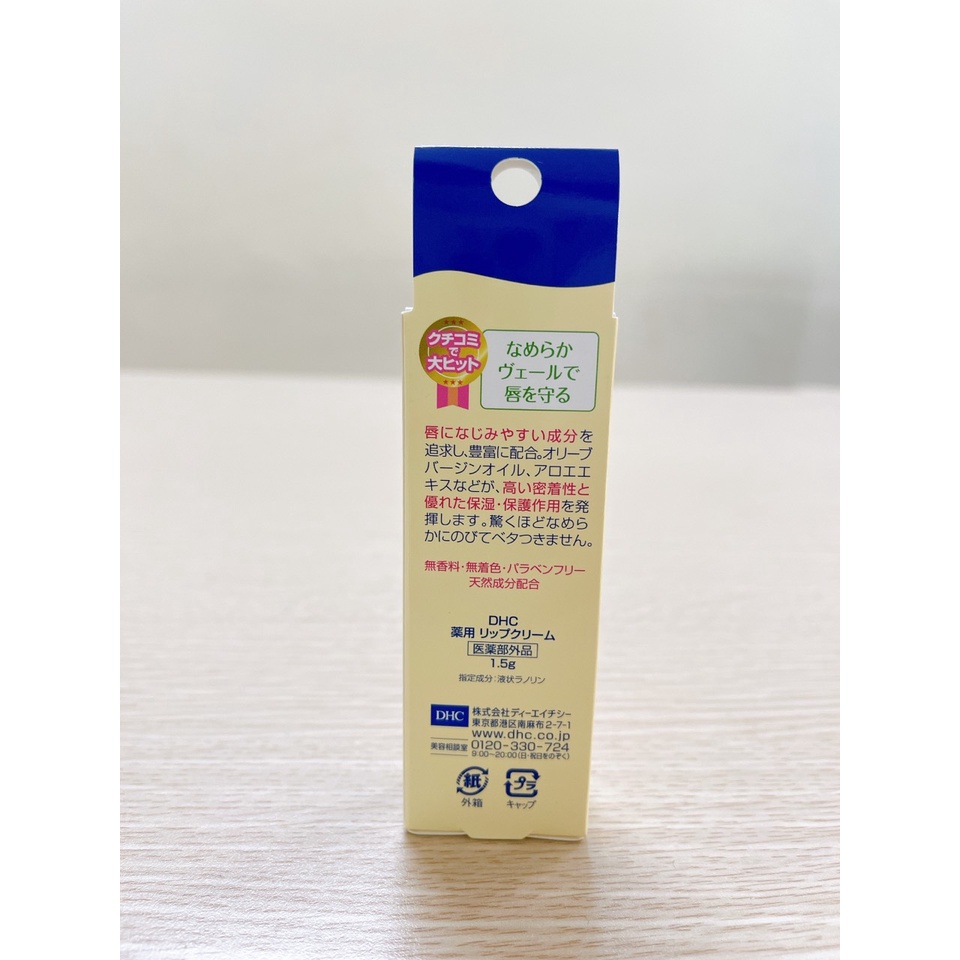 クチコミ
で
大ヒット
なめらか
ヴェールで
唇を守る
唇になじみやすい成分を
追求し、豊富に配合。オリーブ
バージンオイル、アロエエ
キスなどが、高い密着性と
優れた保湿・保護作用を発
揮します。驚くほどなめら
かにのびてベタつきません。
無香料・無着色・パラベンフリー
天然成分配合
DHC
薬用 リップクリーム
医薬部外品
1.5g
指定成分:液状ラノリン
DHC
株式会社ディーエイチシー
東京都港区南麻布2-7-1
www.dhc.co.jp
美容相談室 0120-330-724
9:00〜20:00(日・祝日をのぞく)
紙 プラ
外箱 キャップ